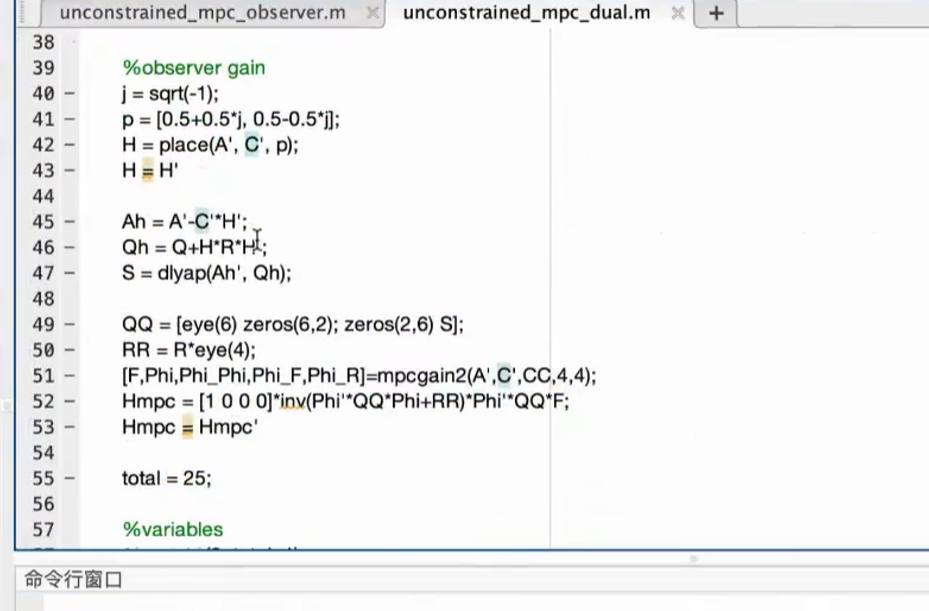 unconstrained_mpc_observer.m × unconstrained_mpc_dual.m × +
38
39 %observer gain
40 – j = sqrt(-1);
41 – p = [0.5+0.5*j, 0.5-0.5*j];
42 – H = place(A', C', p);
43 – H = H'
44
45 – Ah = A'-C'*H';
46 – Qh = Q+H*R*H';
47 – S = dlyap(Ah', Qh);
48
49 – QQ = [eye(6) zeros(6,2); zeros(2,6) S];
50 – RR = R*eye(4);
51 – [F,Phi,Phi_Phi,Phi_F,Phi_R]=mpcgain2(A',C',CC,4,4);
52 – Hmpc = [1 0 0 0]*inv(Phi'*QQ*Phi+RR)*Phi'*QQ*F;
53 – Hmpc = Hmpc'
54
55 – total = 25;
56
57 %variables
命令行窗口